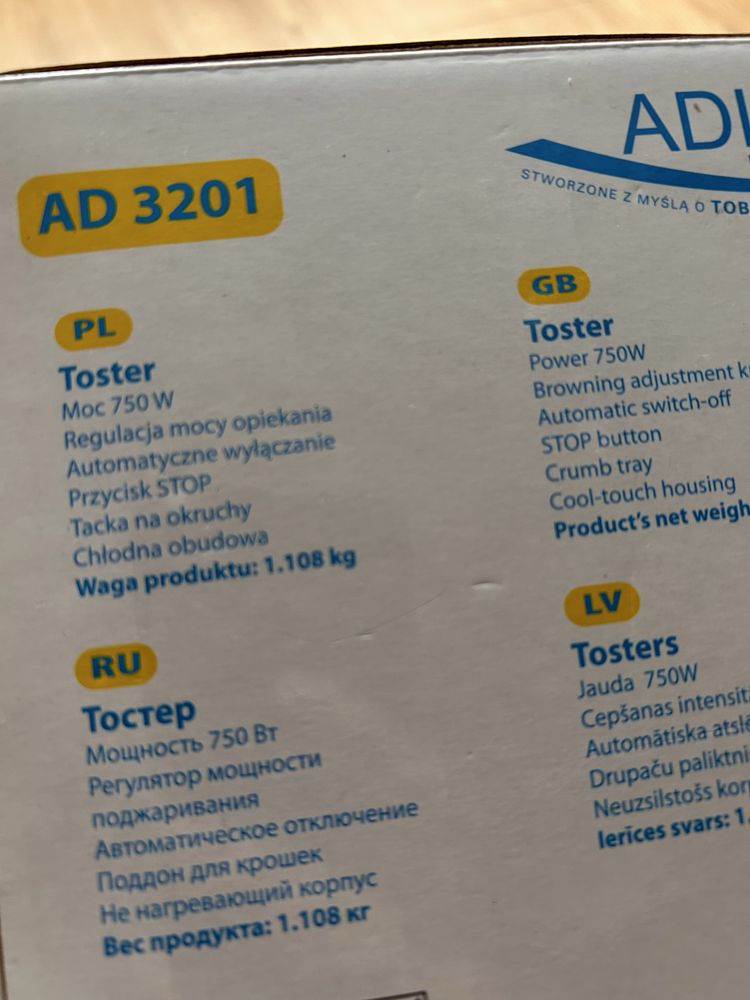 AD 3201
STWORZONE Z MYŚLĄ O
PL
Toster
Moc 750 W
Regulacja mocy opiekania
Automatyczne wyłączanie
Przycisk STOP
Tacka na okruchy
Chłodna obudowa
Waga produktu: 1.108 kg
GB
Toster
Power 750W
Browning adjustment
Automatic switch-off
STOP button
Crumb tray
Cool-touch housing
Product's net
RU
Тостер
Мощность 750 Вт
Регулятор мощности
поджаривания
Автоматическое отключение
Поддон для крошек
Не нагревающий корпус
Вес продукта: 1.108 кг
LV
Tosters
Jauda 750W
Cepšanas
Automātiska
Drupaču
Neuzsilstošs
Ierīces svars: